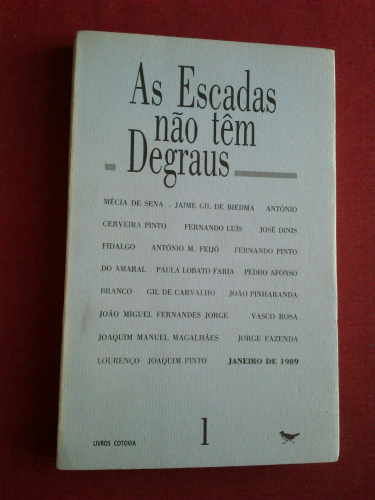 As Escadas
não têm
Degraus
MÉCIA DE SENA . JAIME GIL DE BIEDMA ANTÓNIO
CERVEIRA PINTO FERNANDO LUÍS JOSÉ DINIS
FIDALGO ANTÓNIO M. FEIJÓ FERNANDO PINTO
DO AMARAL PAULA LOBATO FARIA PEDRO AFONSO
BRANCO GIL DE CARVALHO JOÃO PINHARANDA
JOÃO MIGUEL FERNANDES JORGE VASCO ROSA
JOAQUIM MANUEL MAGALHÃES JORGE FAZENDA
LOURENÇO JOAQUIM PINTO JANEIRO DE 1989
LIVROS COTOVIA 1